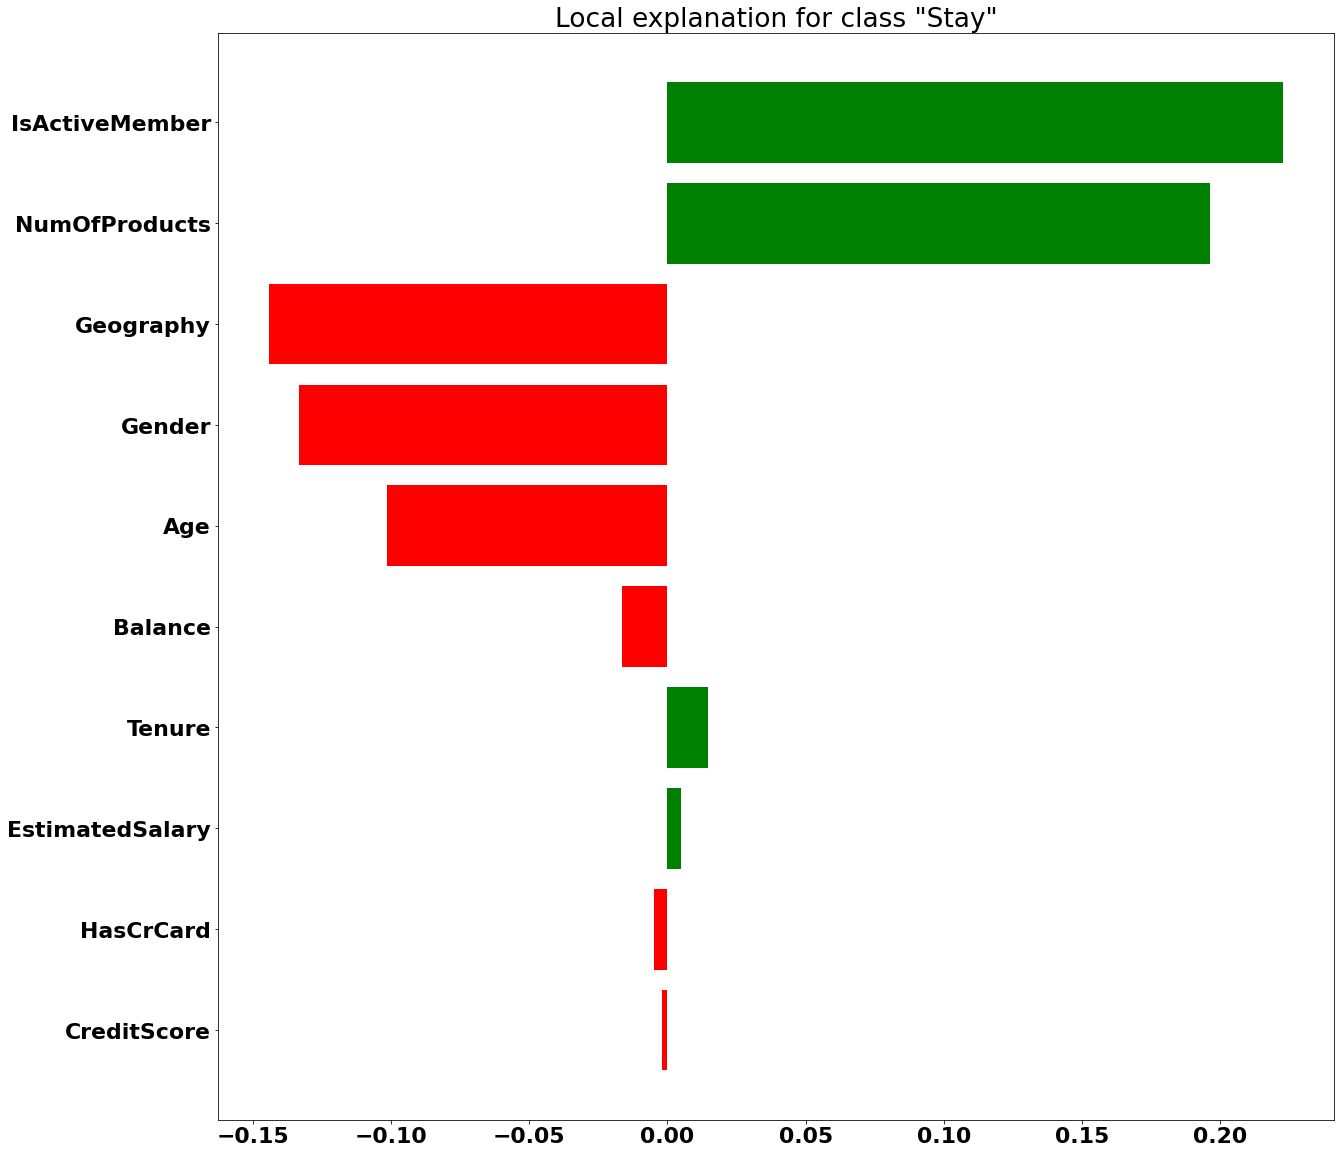 Local explanation for class "Stay"
IsActiveMember
NumOfProducts
Geography
Gender
Age
Balance
Tenure
EstimatedSalary
HasCrCard
CreditScore
−0.15 −0.10 −0.05 0.00 0.05 0.10 0.15 0.20